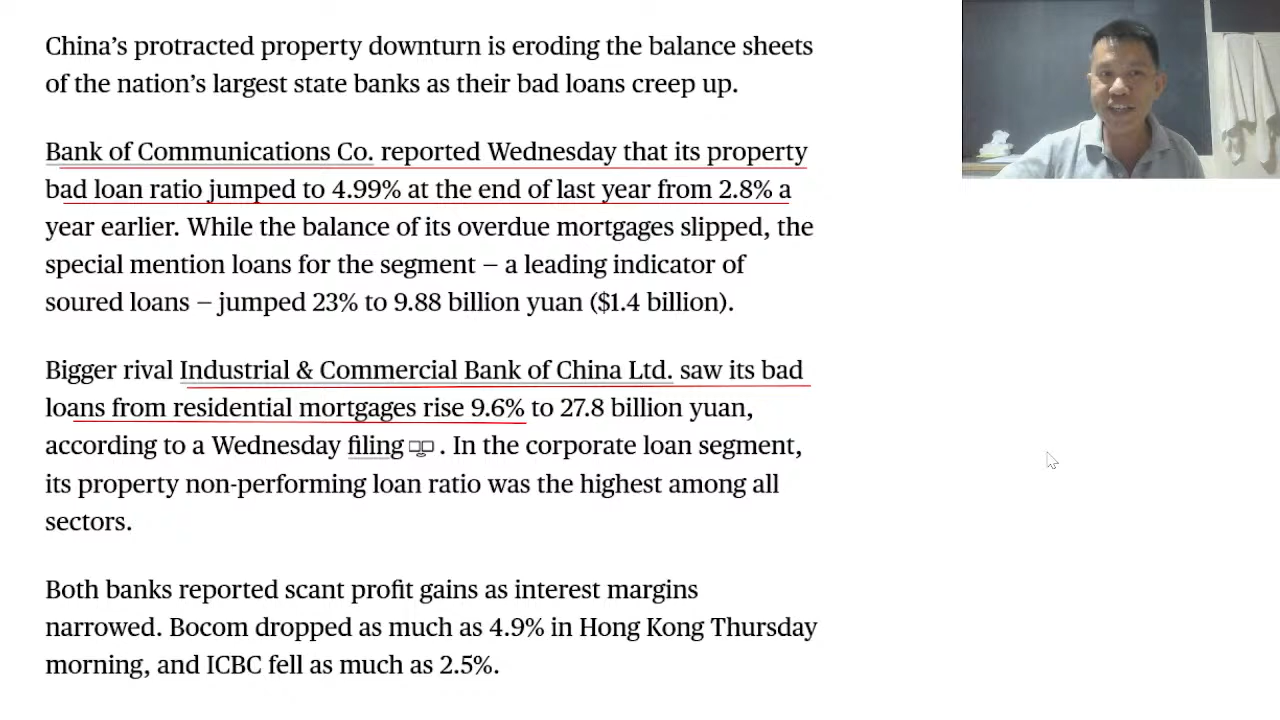 China’s protracted property downturn is eroding the balance sheets
of the nation’s largest state banks as their bad loans creep up.
Bank of Communications Co. reported Wednesday that its property
bad loan ratio jumped to 4.99% at the end of last year from 2.8% a
year earlier. While the balance of its overdue mortgages slipped, the
special mention loans for the segment — a leading indicator of
soured loans — jumped 23% to 9.88 billion yuan ($1.4 billion).
Bigger rival Industrial & Commercial Bank of China Ltd. saw its bad
loans from residential mortgages rise 9.6% to 27.8 billion yuan,
according to a Wednesday filing. In the corporate loan segment,
its property non-performing loan ratio was the highest among all
sectors.
Both banks reported scant profit gains as interest margins
narrowed. Bocom dropped as much as 4.9% in Hong Kong Thursday
morning, and ICBC fell as much as 2.5%.